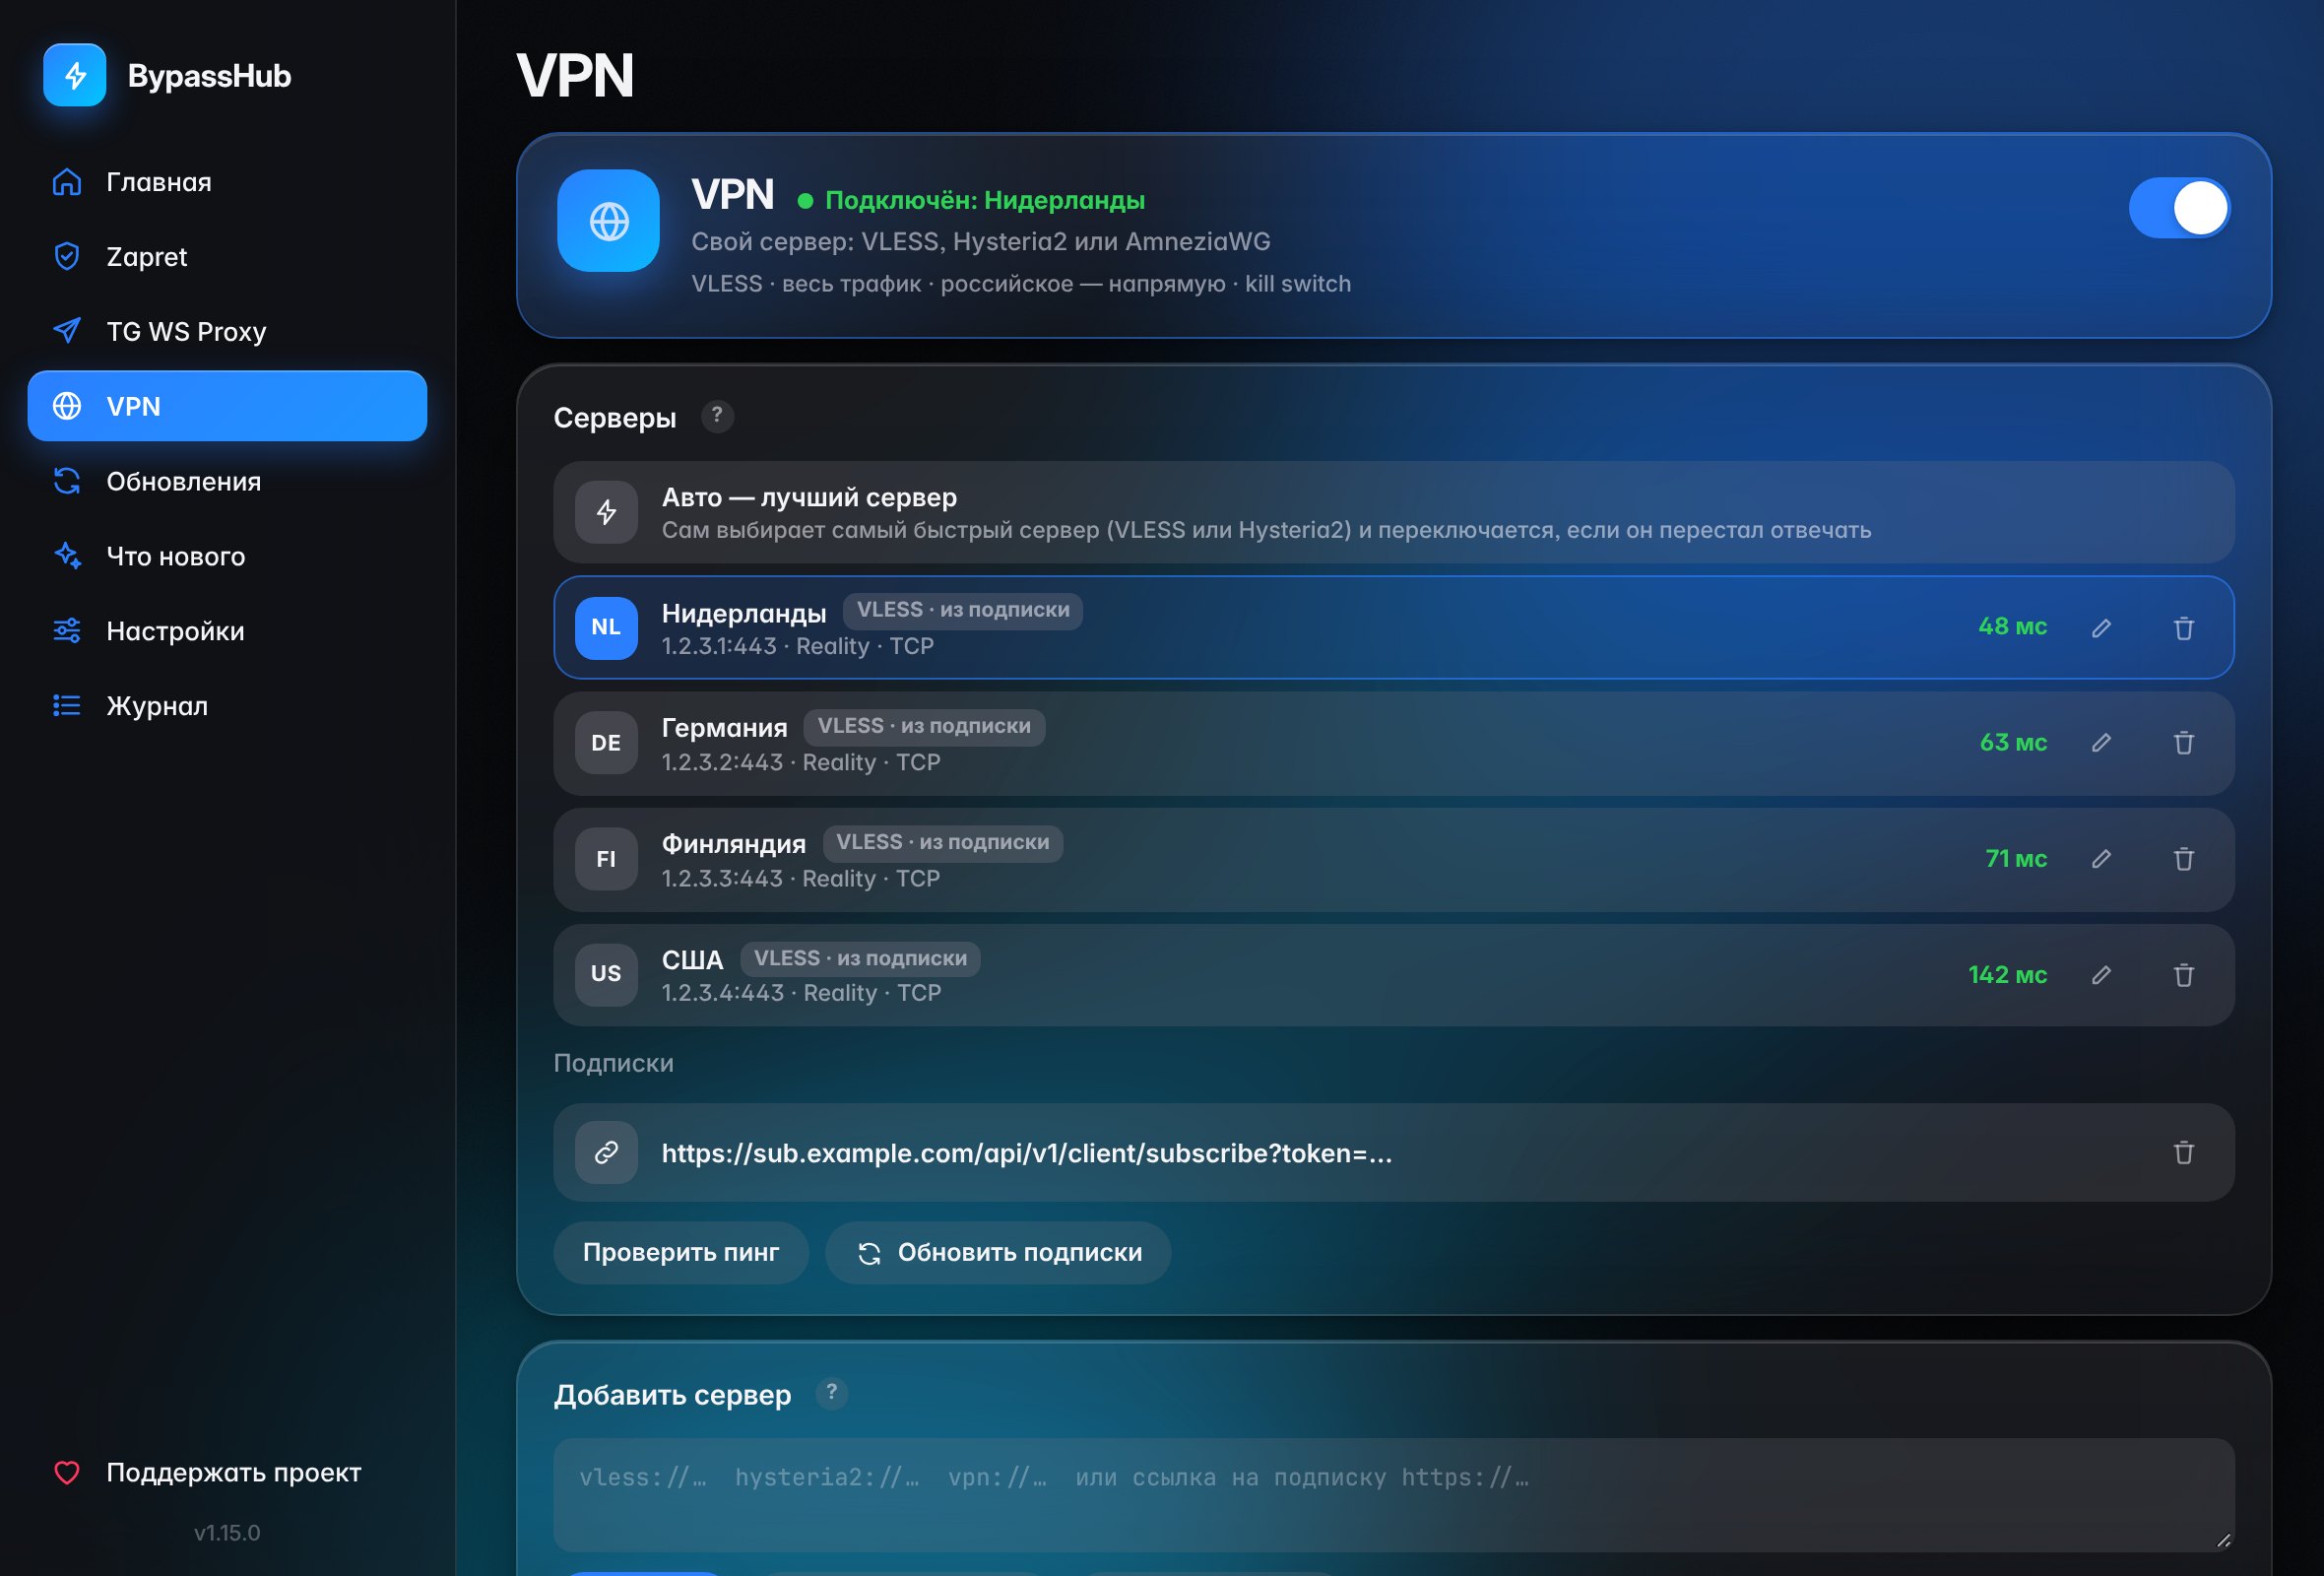 BypassHub
Главная
Zapret
TG WS Proxy
VPN
Обновления
Что нового
Настройки
Журнал
Поддержать проект
v1.15.0
VPN
VPN Подключён: Нидерланды
Свой сервер: VLESS, Hysteria2 или AmneziaWG
VLESS · весь трафик · российское — напрямую · kill switch
Серверы ?
Авто — лучший сервер
Сам выбирает самый быстрый сервер (VLESS или Hysteria2) и переключается, если он перестал отвечать
NL Нидерланды VLESS · из подписки 48 мс
1.2.3.1:443 · Reality · TCP
DE Германия VLESS · из подписки 63 мс
1.2.3.2:443 · Reality · TCP
FI Финляндия VLESS · из подписки 71 мс
1.2.3.3:443 · Reality · TCP
US США VLESS · из подписки 142 мс
1.2.3.4:443 · Reality · TCP
Подписки
https://sub.example.com/api/v1/client/subscribe?token=…
Проверить пинг Обновить подписки
Добавить сервер ?
vless://… hysteria2://… vpn://… или ссылка на подписку https://…